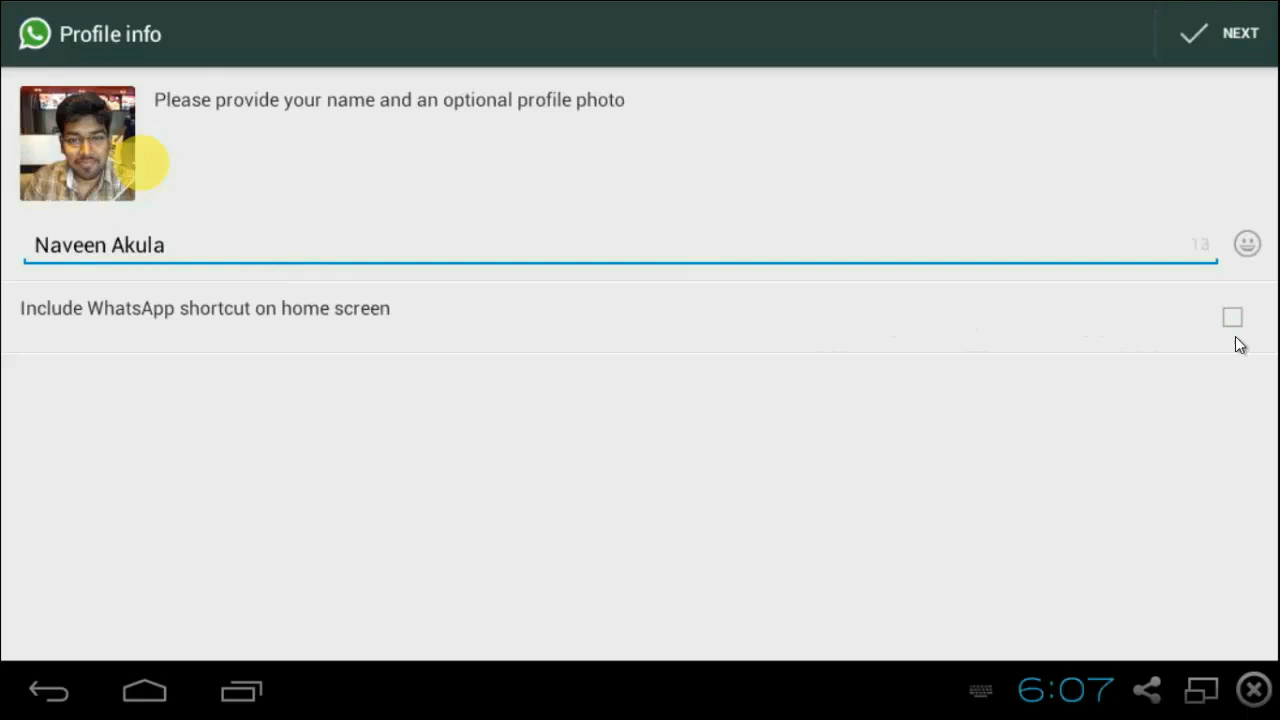 Profile info
NEXT
Please provide your name and an optional profile photo
Naveen Akula
13
Include WhatsApp shortcut on home screen
6:07